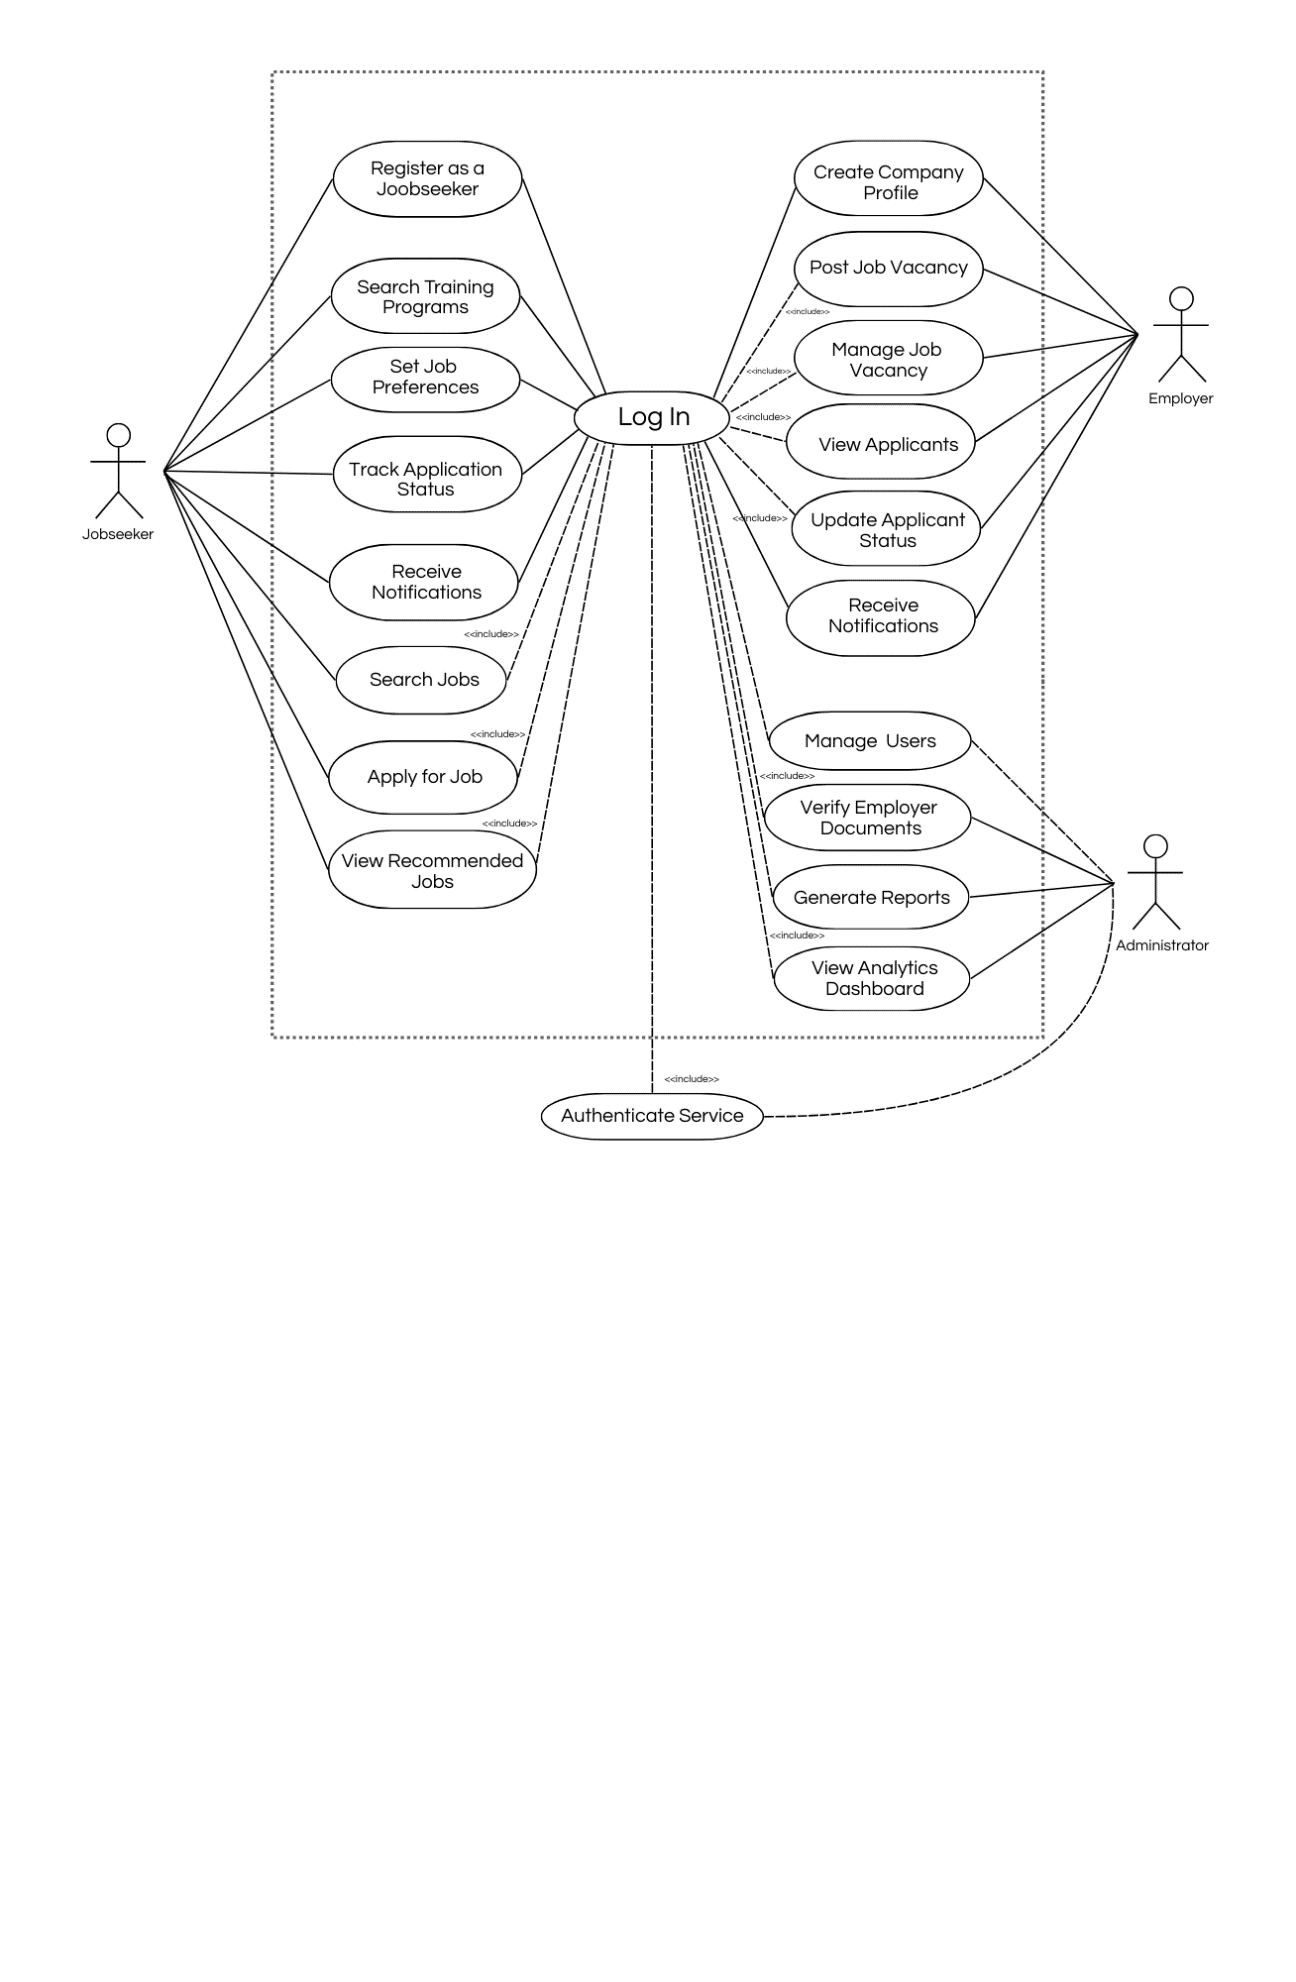 Register as a
Joobseeker
Search Training
Programs
Set Job
Preferences
Track Application
Status
Receive
Notifications
<<include>>
Search Jobs
<<include>>
Apply for Job
<<include>>
View Recommended
Jobs
Jobseeker
Log In
Create Company
Profile
Post Job Vacancy
<<include>>
Manage Job
Vacancy
<<include>>
<<include>>
View Applicants
<<include>>
Update Applicant
Status
Receive
Notifications
Employer
Manage  Users
<<include>>
Verify Employer
Documents
Generate Reports
<<include>>
View Analytics
Dashboard
Administrator
<<include>>
Authenticate Service